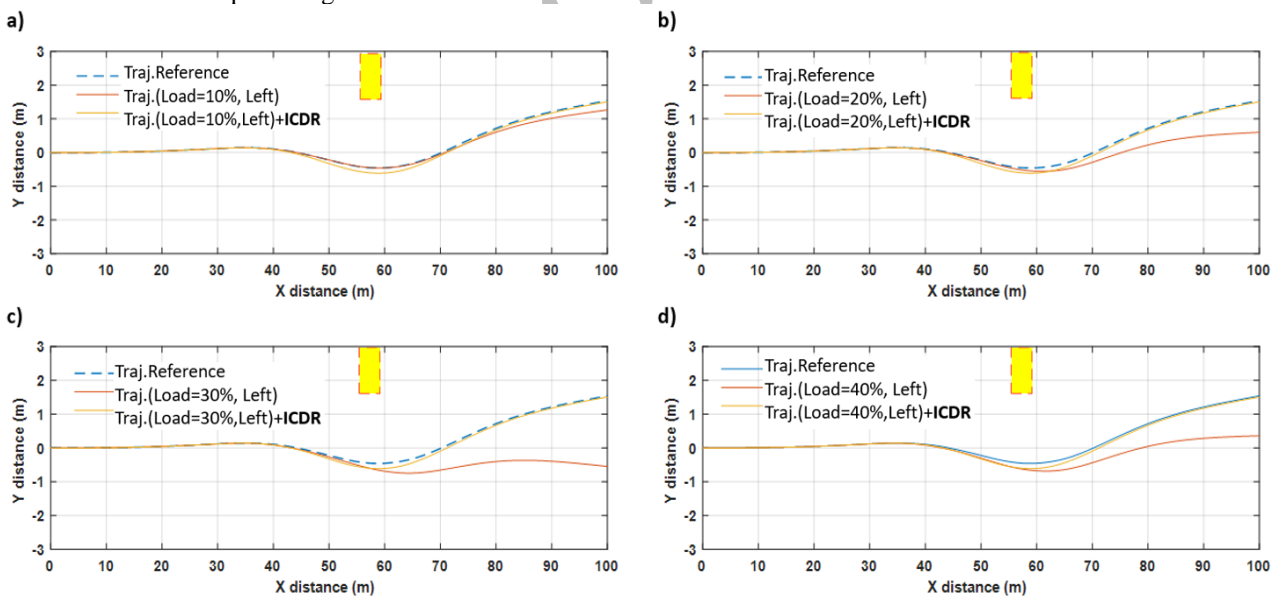 a)
3
2
1
0
-1
-2
-3
Y distance (m)
Traj.Reference
Traj.(Load=10%, Left)
Traj.(Load=10%,Left)+ICDR
0 10 20 30 40 50 60 70 80 90 100
X distance (m)
b)
3
2
1
0
-1
-2
-3
Y distance (m)
Traj.Reference
Traj.(Load=20%, Left)
Traj.(Load=20%,Left)+ICDR
0 10 20 30 40 50 60 70 80 90 100
X distance (m)
c)
3
2
1
0
-1
-2
-3
Y distance (m)
Traj.Reference
Traj.(Load=30%, Left)
Traj.(Load=30%,Left)+ICDR
0 10 20 30 40 50 60 70 80 90 100
X distance (m)
d)
3
2
1
0
-1
-2
-3
Y distance (m)
Traj.Reference
Traj.(Load=40%, Left)
Traj.(Load=40%,Left)+ICDR
0 10 20 30 40 50 60 70 80 90 100
X distance (m)